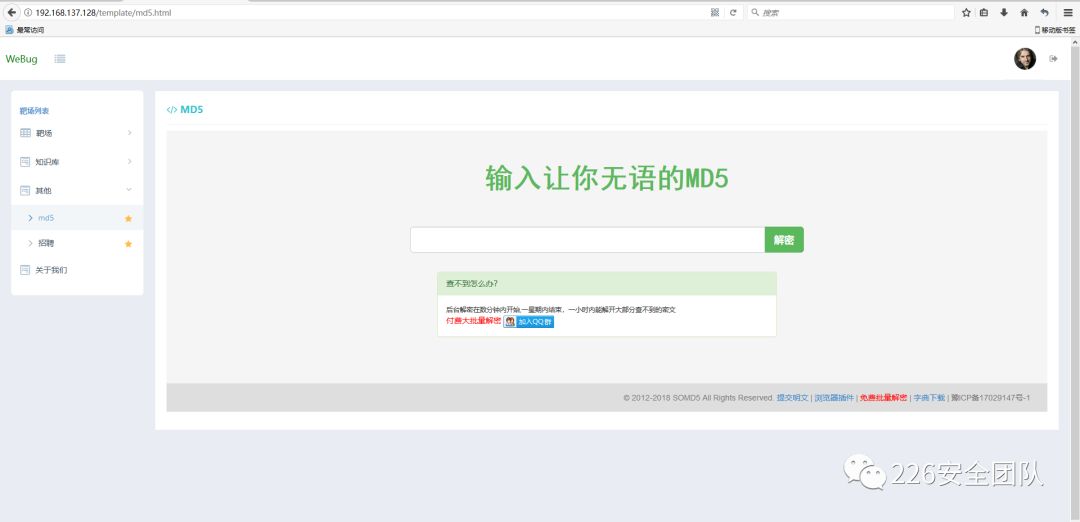 192.168.137.128/template/md5.html
搜索
最常访问
移动版书签
WeBug
靶场列表
靶场
知识库
其他
md5
招聘
关于我们
</> MD5
输入让你无语的MD5
解密
查不到怎么办?
后台解密在数分钟内开始,一星期内结束，一小时内能解开大部分查不到的密文
付费大批量解密 加入QQ群
© 2012-2018 SOMD5 All Rights Reserved. 提交明文 | 浏览器插件 | 免费批量解密 | 字典下载 | 豫ICP备17029147号-1
226安全团队